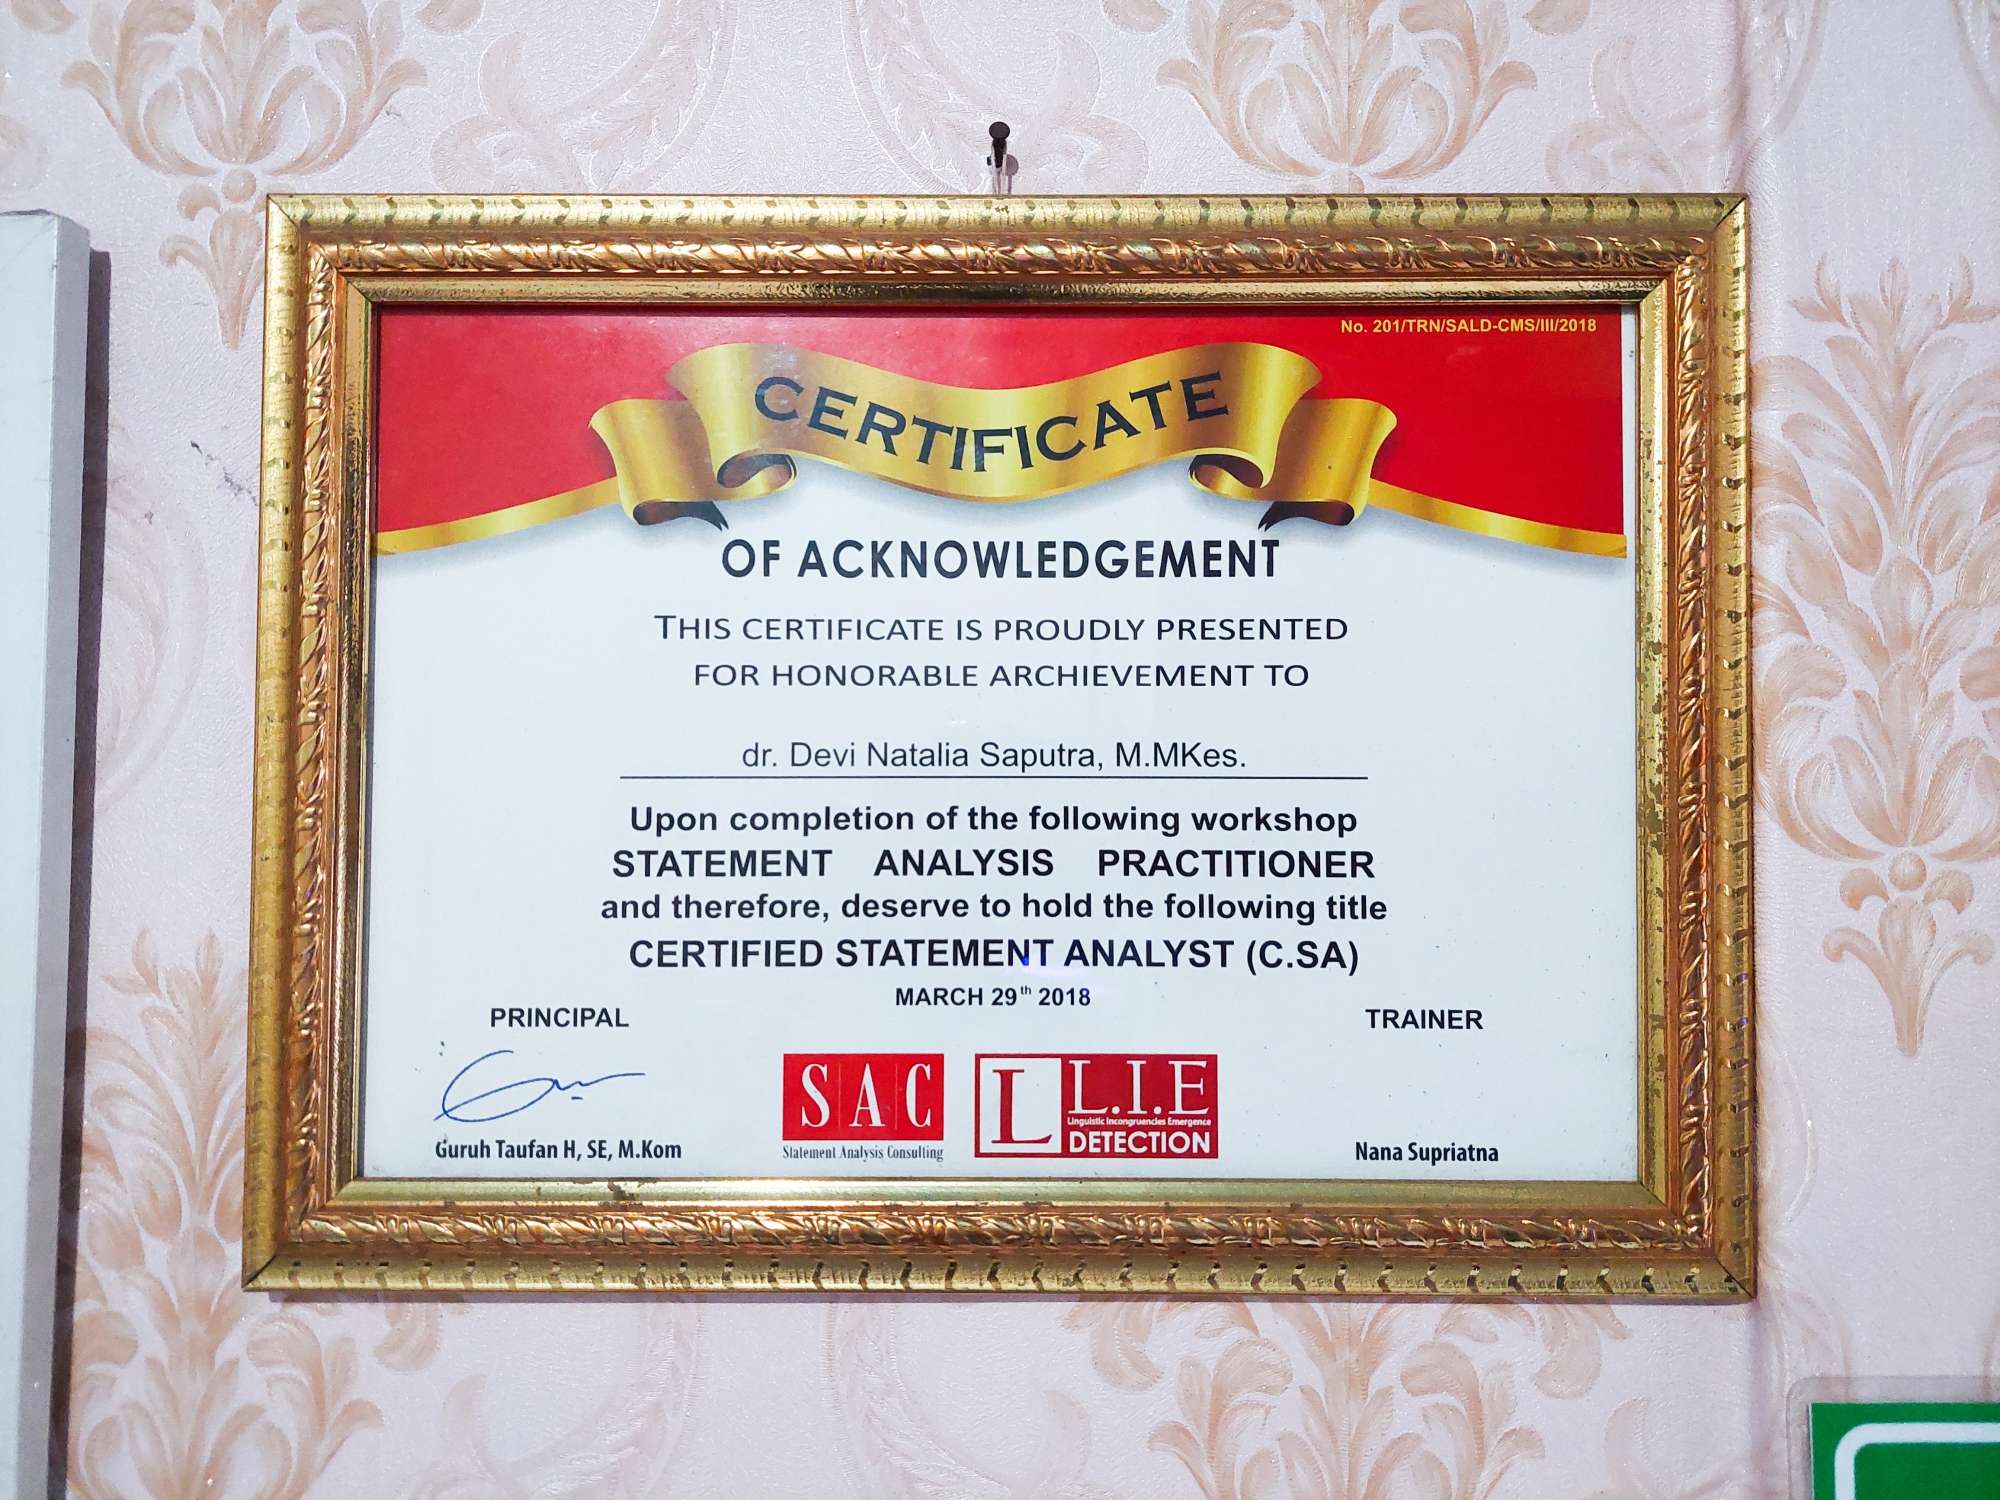 No. 201/TRN/SALD-CMS/III/2018
CERTIFICATE
OF ACKNOWLEDGEMENT
THIS CERTIFICATE IS PROUDLY PRESENTED
FOR HONORABLE ARCHIEVEMENT TO
dr. Devi Natalia Saputra, M.MKes.
Upon completion of the following workshop
STATEMENT ANALYSIS PRACTITIONER
and therefore, deserve to hold the following title
CERTIFIED STATEMENT ANALYST (C.SA)
MARCH 29th 2018
PRINCIPAL
TRAINER
SAC
Statement Analysis Consulting
L
L.I.E
Linguistic Incongruencies Emergence
DETECTION
Guruh Taufan H, SE, M.Kom
Nana Supriatna